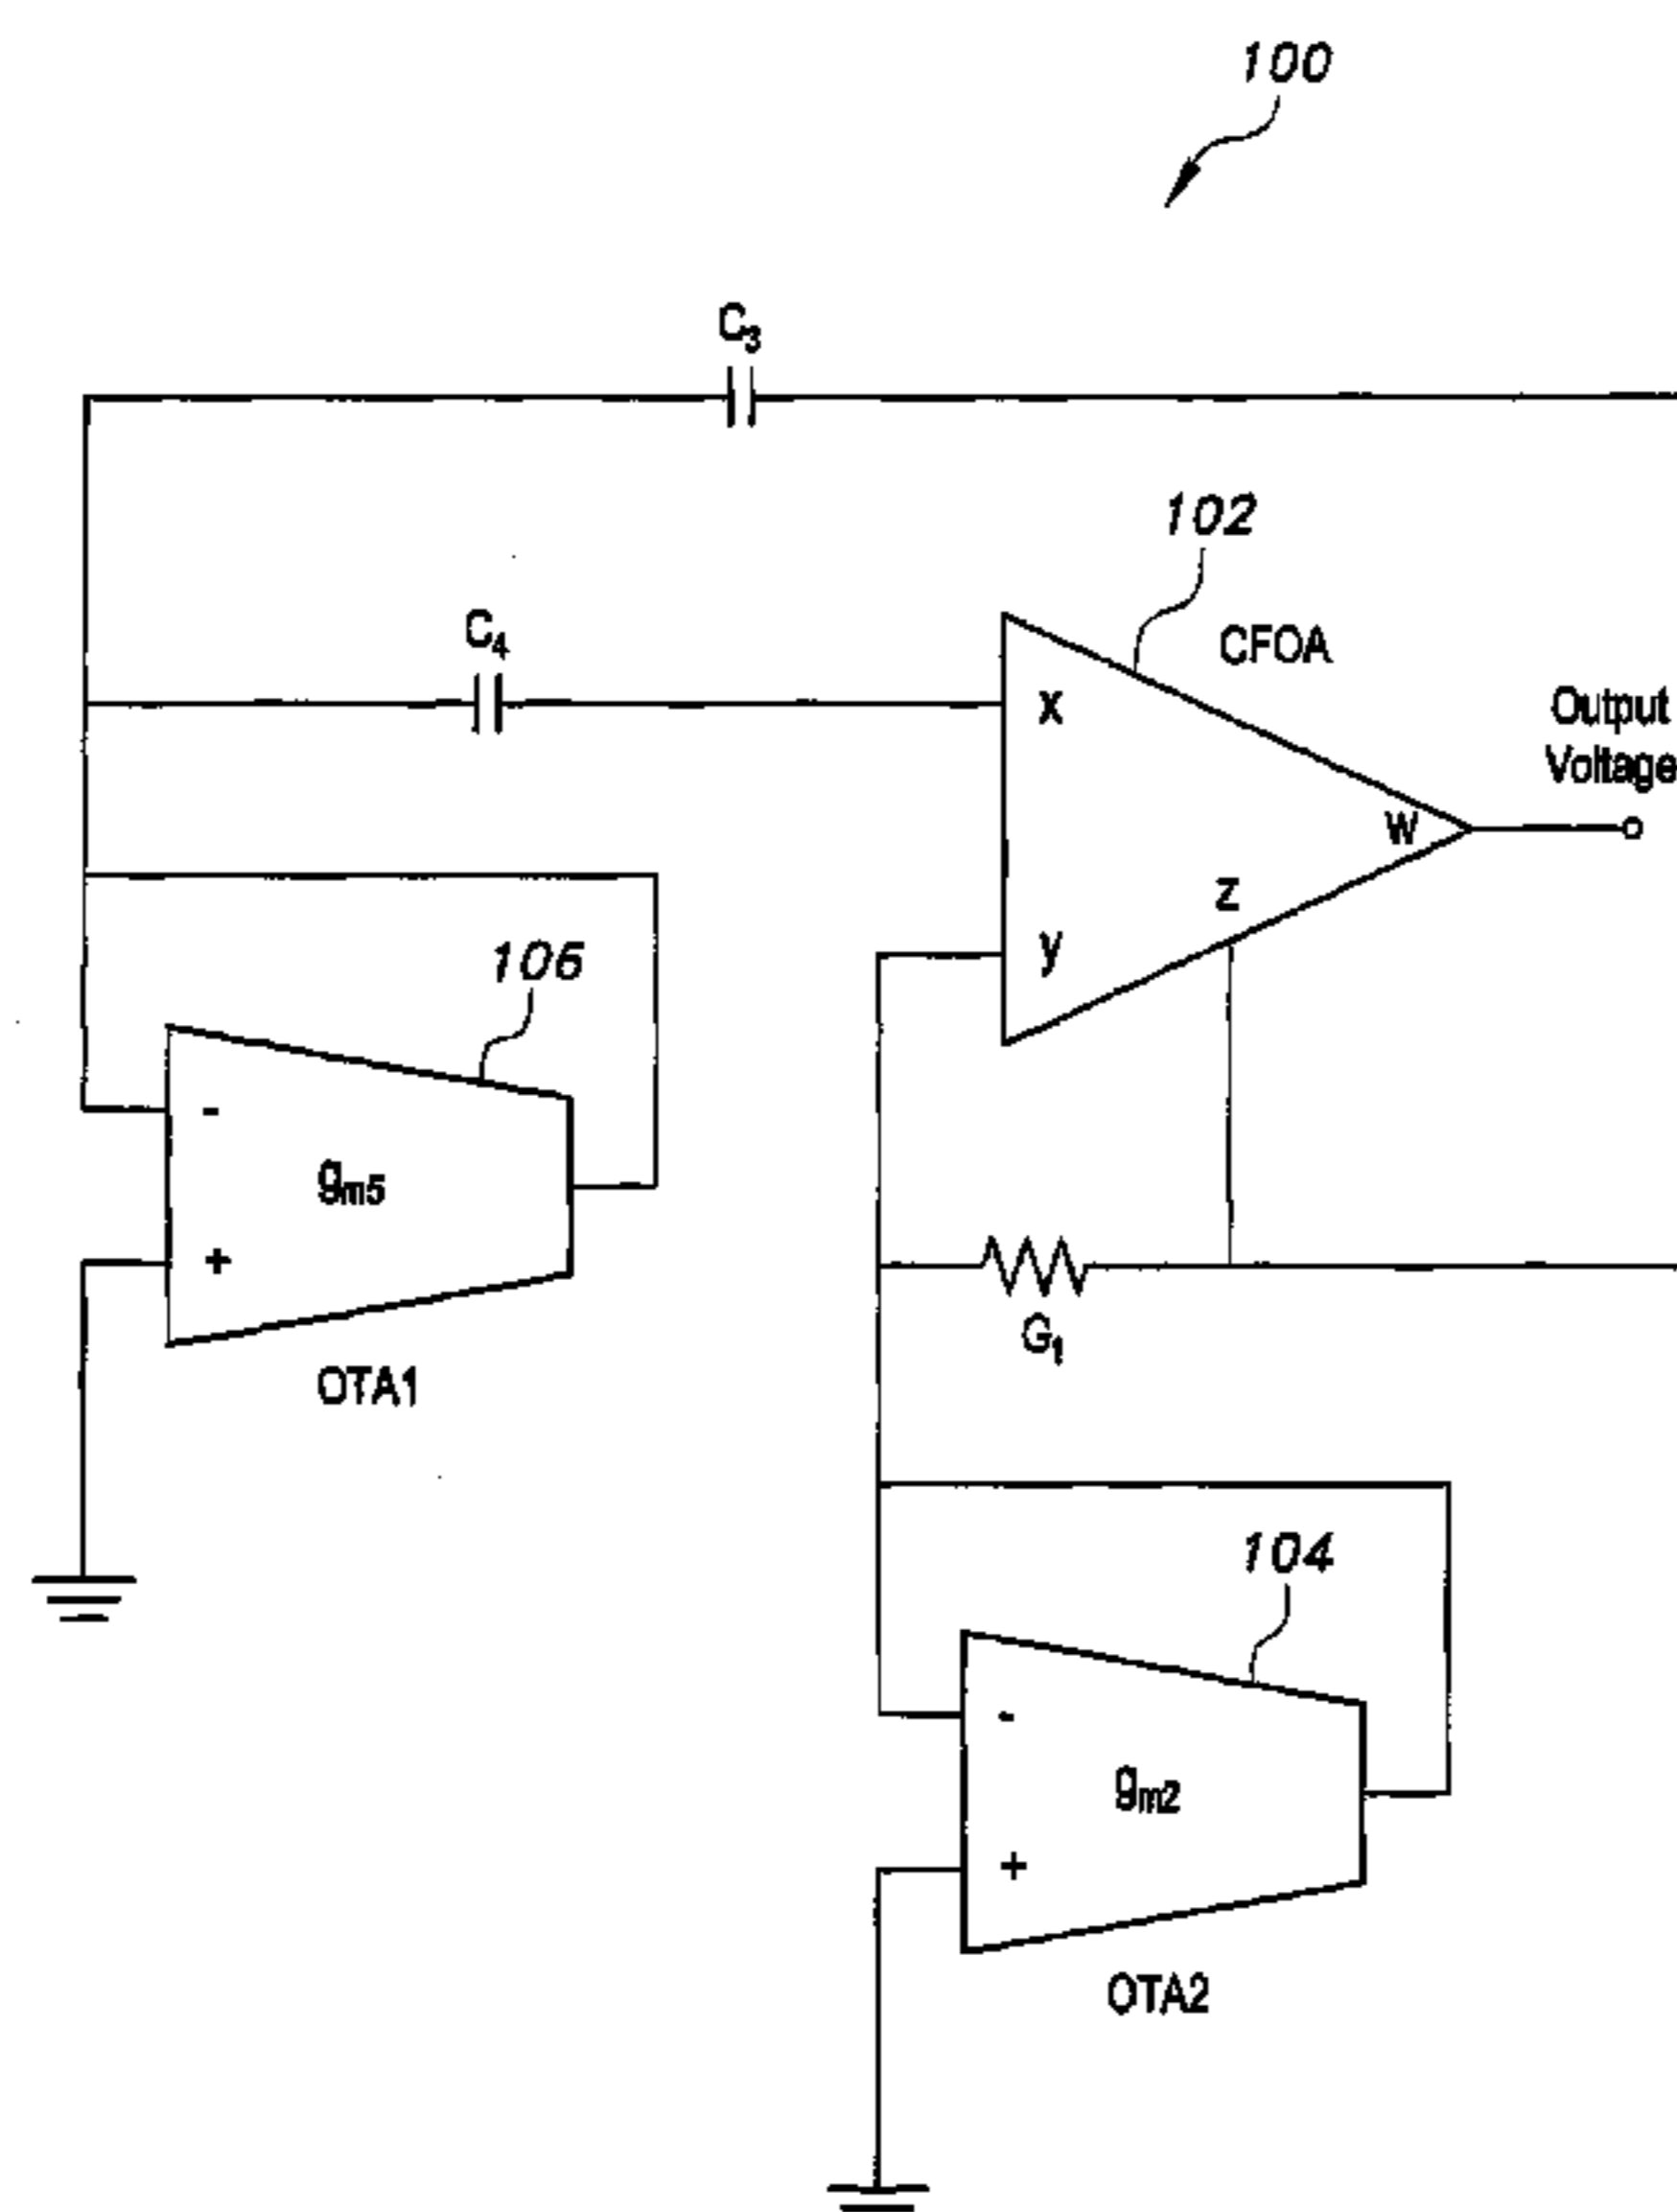 100
C3
102
C4
CFOA
x
Output
Voltage
w
z
y
106
-
gm5
+
G1
OTA1
104
-
gm2
+
OTA2